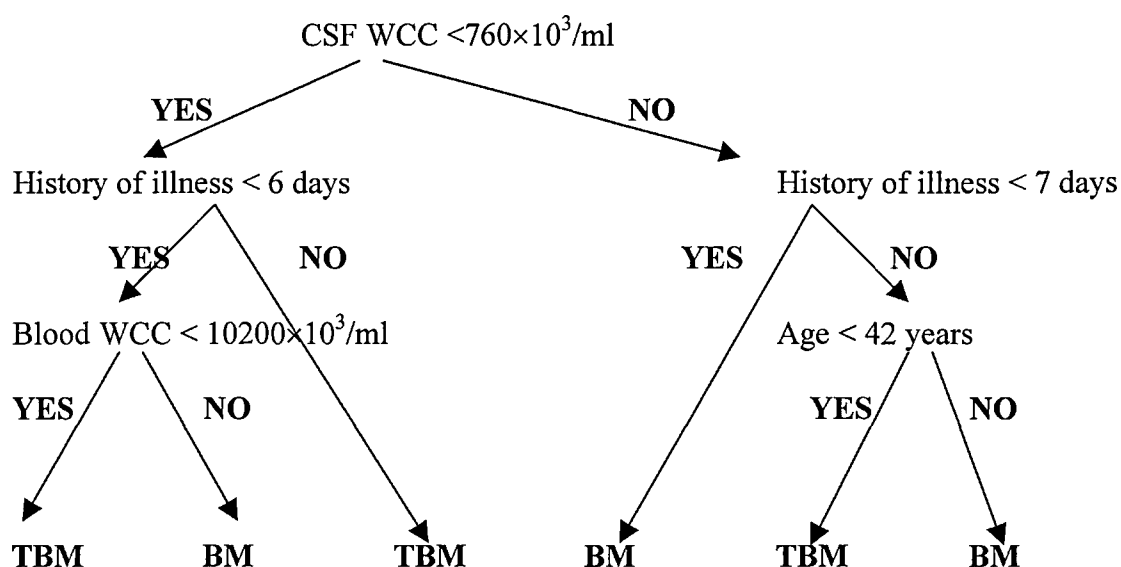 CSF WCC <760×10³/ml
YES NO
History of illness < 6 days History of illness < 7 days
YES NO YES NO
Blood WCC < 10200×10³/ml Age < 42 years
YES NO YES NO
TBM BM TBM BM TBM BM